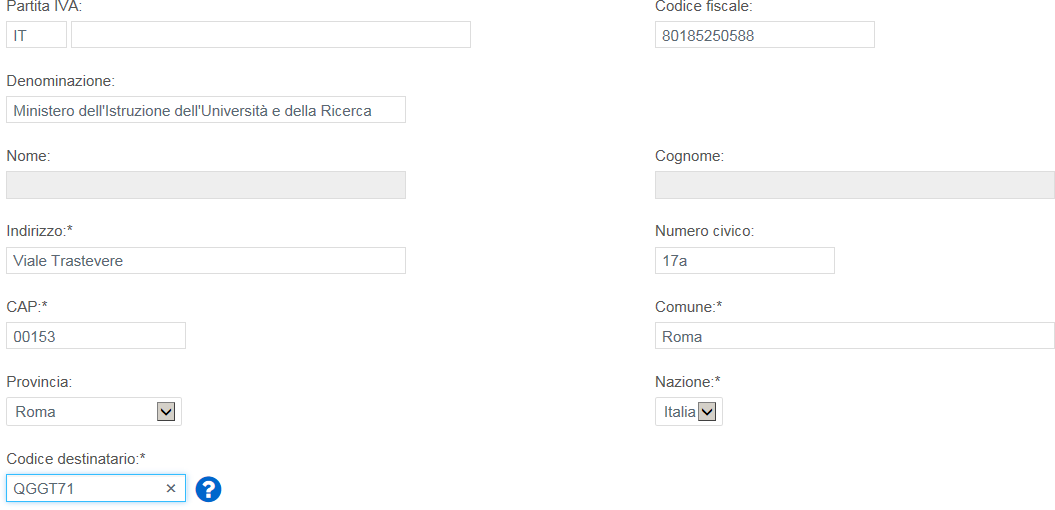 Partita IVA: Codice fiscale:
IT 80185250588
Denominazione:
Ministero dell'Istruzione dell'Università e della Ricerca
Nome: Cognome:
Indirizzo:* Numero civico:
Viale Trastevere 17a
CAP:* Comune:*
00153 Roma
Provincia: Nazione:*
Roma Italia
Codice destinatario:*
QGGT71 × ?